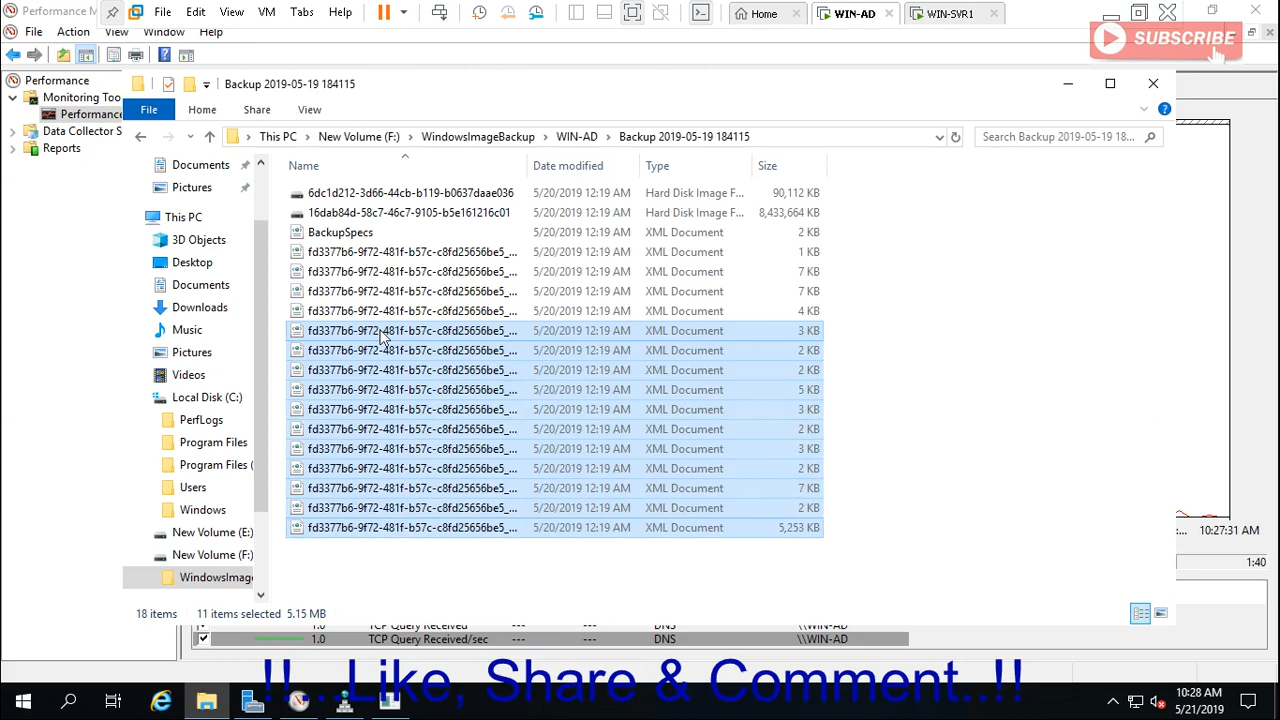 File Edit View VM Tabs Help Home WIN-AD WIN-SVR1
File Action View Window Help
SUBSCRIBE
Backup 2019-05-19 184115
File Home Share View
This PC New Volume (F:) WindowsImageBackup WIN-AD Backup 2019-05-19 184115 Search Backup 2019-05-19 18...
Performance
Monitoring Too
Performance
Data Collector S
Reports
Documents
Pictures
This PC
3D Objects
Desktop
Documents
Downloads
Music
Pictures
Videos
Local Disk (C:)
PerfLogs
Program Files
Program Files (
Users
Windows
New Volume (E:)
New Volume (F:)
WindowsImag
Name Date modified Type Size
6dc1d212-3d66-44cb-b119-b0637daae036 5/20/2019 12:19 AM Hard Disk Image F... 90,112 KB
16dab84d-58c7-46c7-9105-b5e161216c01 5/20/2019 12:19 AM Hard Disk Image F... 8,433,664 KB
BackupSpecs 5/20/2019 12:19 AM XML Document 2 KB
fd3377b6-9f72-481f-b57c-c8fd25656be5_... 5/20/2019 12:19 AM XML Document 1 KB
fd3377b6-9f72-481f-b57c-c8fd25656be5_... 5/20/2019 12:19 AM XML Document 7 KB
fd3377b6-9f72-481f-b57c-c8fd25656be5_... 5/20/2019 12:19 AM XML Document 7 KB
fd3377b6-9f72-481f-b57c-c8fd25656be5_... 5/20/2019 12:19 AM XML Document 4 KB
fd3377b6-9f72-481f-b57c-c8fd25656be5_... 5/20/2019 12:19 AM XML Document 3 KB
fd3377b6-9f72-481f-b57c-c8fd25656be5_... 5/20/2019 12:19 AM XML Document 2 KB
fd3377b6-9f72-481f-b57c-c8fd25656be5_... 5/20/2019 12:19 AM XML Document 2 KB
fd3377b6-9f72-481f-b57c-c8fd25656be5_... 5/20/2019 12:19 AM XML Document 5 KB
fd3377b6-9f72-481f-b57c-c8fd25656be5_... 5/20/2019 12:19 AM XML Document 3 KB
fd3377b6-9f72-481f-b57c-c8fd25656be5_... 5/20/2019 12:19 AM XML Document 2 KB
fd3377b6-9f72-481f-b57c-c8fd25656be5_... 5/20/2019 12:19 AM XML Document 3 KB
fd3377b6-9f72-481f-b57c-c8fd25656be5_... 5/20/2019 12:19 AM XML Document 2 KB
fd3377b6-9f72-481f-b57c-c8fd25656be5_... 5/20/2019 12:19 AM XML Document 7 KB
fd3377b6-9f72-481f-b57c-c8fd25656be5_... 5/20/2019 12:19 AM XML Document 2 KB
fd3377b6-9f72-481f-b57c-c8fd25656be5_... 5/20/2019 12:19 AM XML Document 5,253 KB
18 items 11 items selected 5.15 MB
10:27:31 AM
1:40
1.0 TCP Query Received --- --- DNS \\WIN-AD
1.0 TCP Query Received/sec --- --- DNS \\WIN-AD
!!...Like, Share & Comment..!!
10:28 AM
5/21/2019